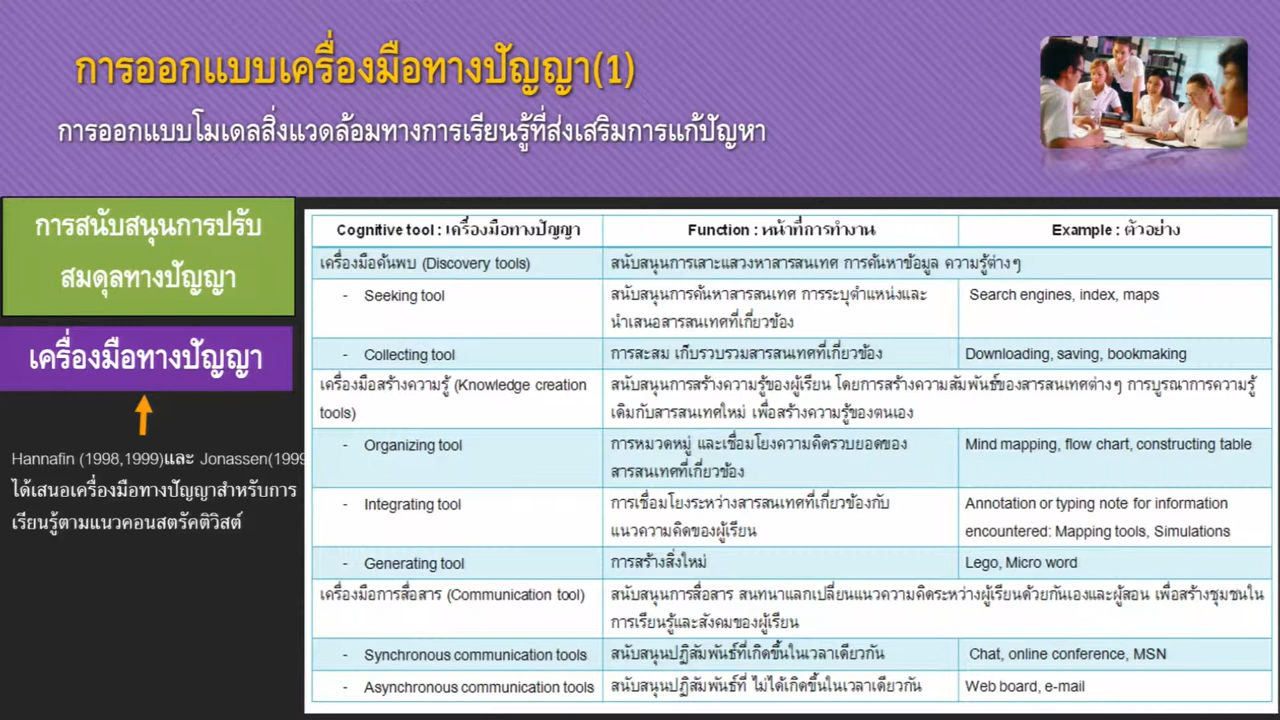 การออกแบบเครื่องมือทางปัญญา(1)
การออกแบบโมเดลสิ่งแวดล้อมทางการเรียนรู้ที่ส่งเสริมการแก้ปัญหา
การสนับสนุนการปรับ
สมดุลทางปัญญา
เครื่องมือทางปัญญา
Hannafin (1998,1999)และ Jonassen(1999
ได้เสนอเครื่องมือทางปัญญาสำหรับการ
เรียนรู้ตามแนวคอนสตรัคติวิสต์
Cognitive tool : เครื่องมือทางปัญญา Function : หน้าที่การทำงาน Example : ตัวอย่าง
เครื่องมือค้นพบ (Discovery tools) สนับสนุนการเสาะแสวงหาสารสนเทศ การค้นหาข้อมูล ความรู้ต่างๆ
- Seeking tool สนับสนุนการค้นหาสารสนเทศ การระบุตำแหน่งและ Search engines, index, maps
นำเสนอสารสนเทศที่เกี่ยวข้อง
- Collecting tool การสะสม เก็บรวบรวมสารสนเทศที่เกี่ยวข้อง Downloading, saving, bookmaking
เครื่องมือสร้างความรู้ (Knowledge creation สนับสนุนการสร้างความรู้ของผู้เรียน โดยการสร้างความสัมพันธ์ของสารสนเทศต่างๆ การบูรณาการความรู้
tools) เดิมกับสารสนเทศใหม่ เพื่อสร้างความรู้ของตนเอง
- Organizing tool การหมวดหมู่ และเชื่อมโยงความคิดรวบยอดของ Mind mapping, flow chart, constructing table
สารสนเทศที่เกี่ยวข้อง
- Integrating tool การเชื่อมโยงระหว่างสารสนเทศที่เกี่ยวข้องกับ Annotation or typing note for information
แนวความคิดของผู้เรียน encountered: Mapping tools, Simulations
- Generating tool การสร้างสิ่งใหม่ Lego, Micro word
เครื่องมือการสื่อสาร (Communication tool) สนับสนุนการสื่อสาร สนทนาแลกเปลี่ยนแนวความคิดระหว่างผู้เรียนด้วยกันเองและผู้สอน เพื่อสร้างชุมชนใน
การเรียนรู้และสังคมของผู้เรียน
- Synchronous communication tools สนับสนุนปฏิสัมพันธ์ที่เกิดขึ้นในเวลาเดียวกัน Chat, online conference, MSN
- Asynchronous communication tools สนับสนุนปฏิสัมพันธ์ที่ ไม่ได้เกิดขึ้นในเวลาเดียวกัน Web board, e-mail